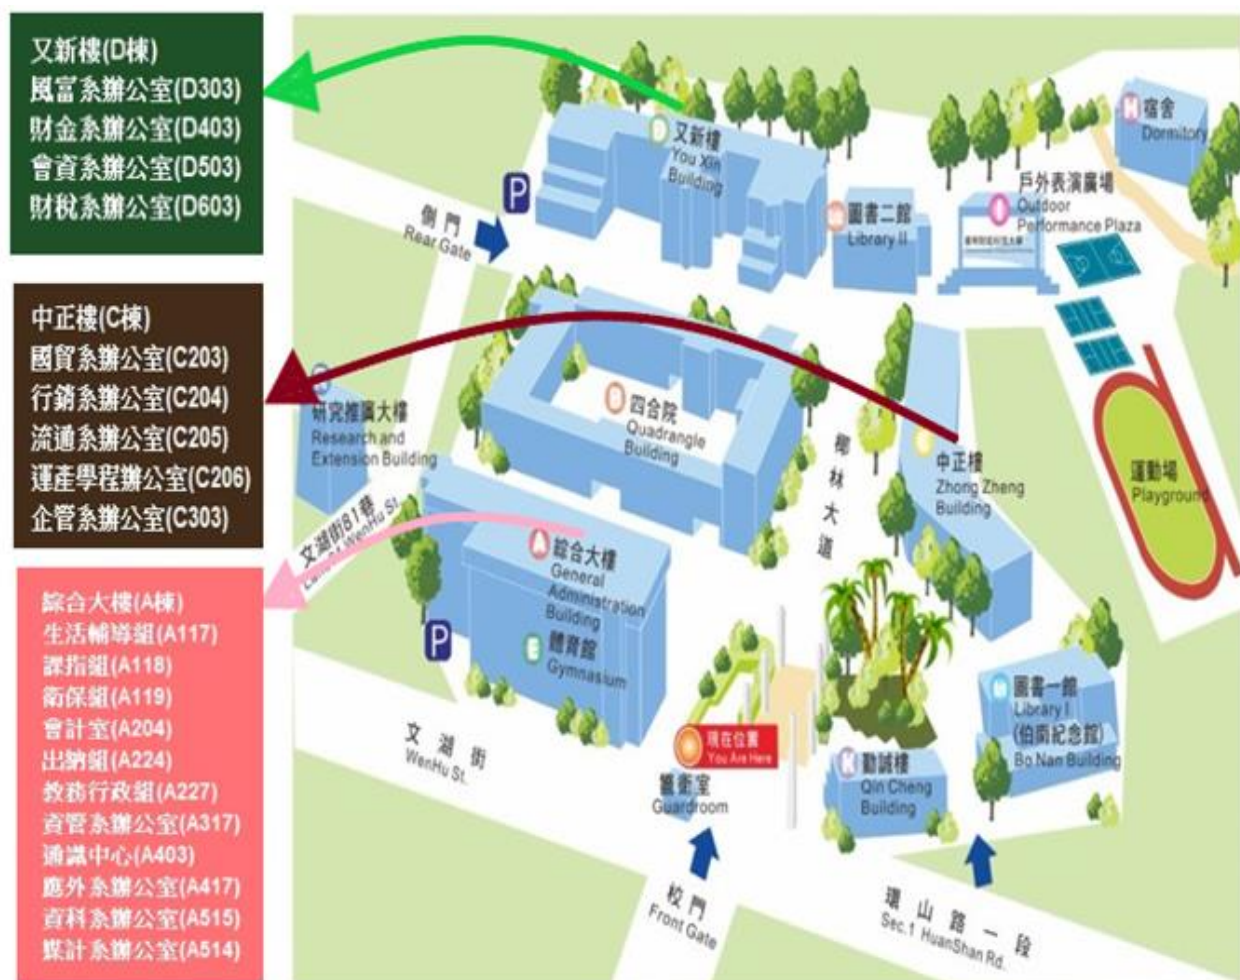 又新樓(D棟)
風富系辦公室(D303)
財金系辦公室(D403)
會資系辦公室(D503)
財稅系辦公室(D603)
中正樓(C棟)
國貿系辦公室(C203)
行銷系辦公室(C204)
流通系辦公室(C205)
運產學程辦公室(C206)
企管系辦公室(C303)
綜合大樓(A棟)
生活輔導組(A117)
課指組(A118)
衛保組(A119)
會計室(A204)
出納組(A224)
教務行政組(A227)
資管系辦公室(A317)
通識中心(A403)
應外系辦公室(A417)
資科系辦公室(A515)
媒計系辦公室(A514)
D
又新樓
You Xin
Building
H
宿舍
Dormitory
戶外表演廣場
Outdoor
Performance Plaza
圖書二館
Library II
P
側門
Rear Gate
研究推廣大樓
Research and
Extension Building
B
四合院
Quadrangle
Building
椰林大道
中正樓
Zhong Zheng
Building
運動場
Playground
文湖街81巷
WenHu St.
A
綜合大樓
General
Administration
Building
P
E
體育館
Gymnasium
文湖街
WenHu St.
現在位置
You Are Here
警衛室
Guardroom
K
勤誠樓
Qin Cheng
Building
圖書一館
Library I
(伯南紀念館)
Bo Nan Building
校門
Front Gate
環山路一段
Sec.1 HuanShan Rd.